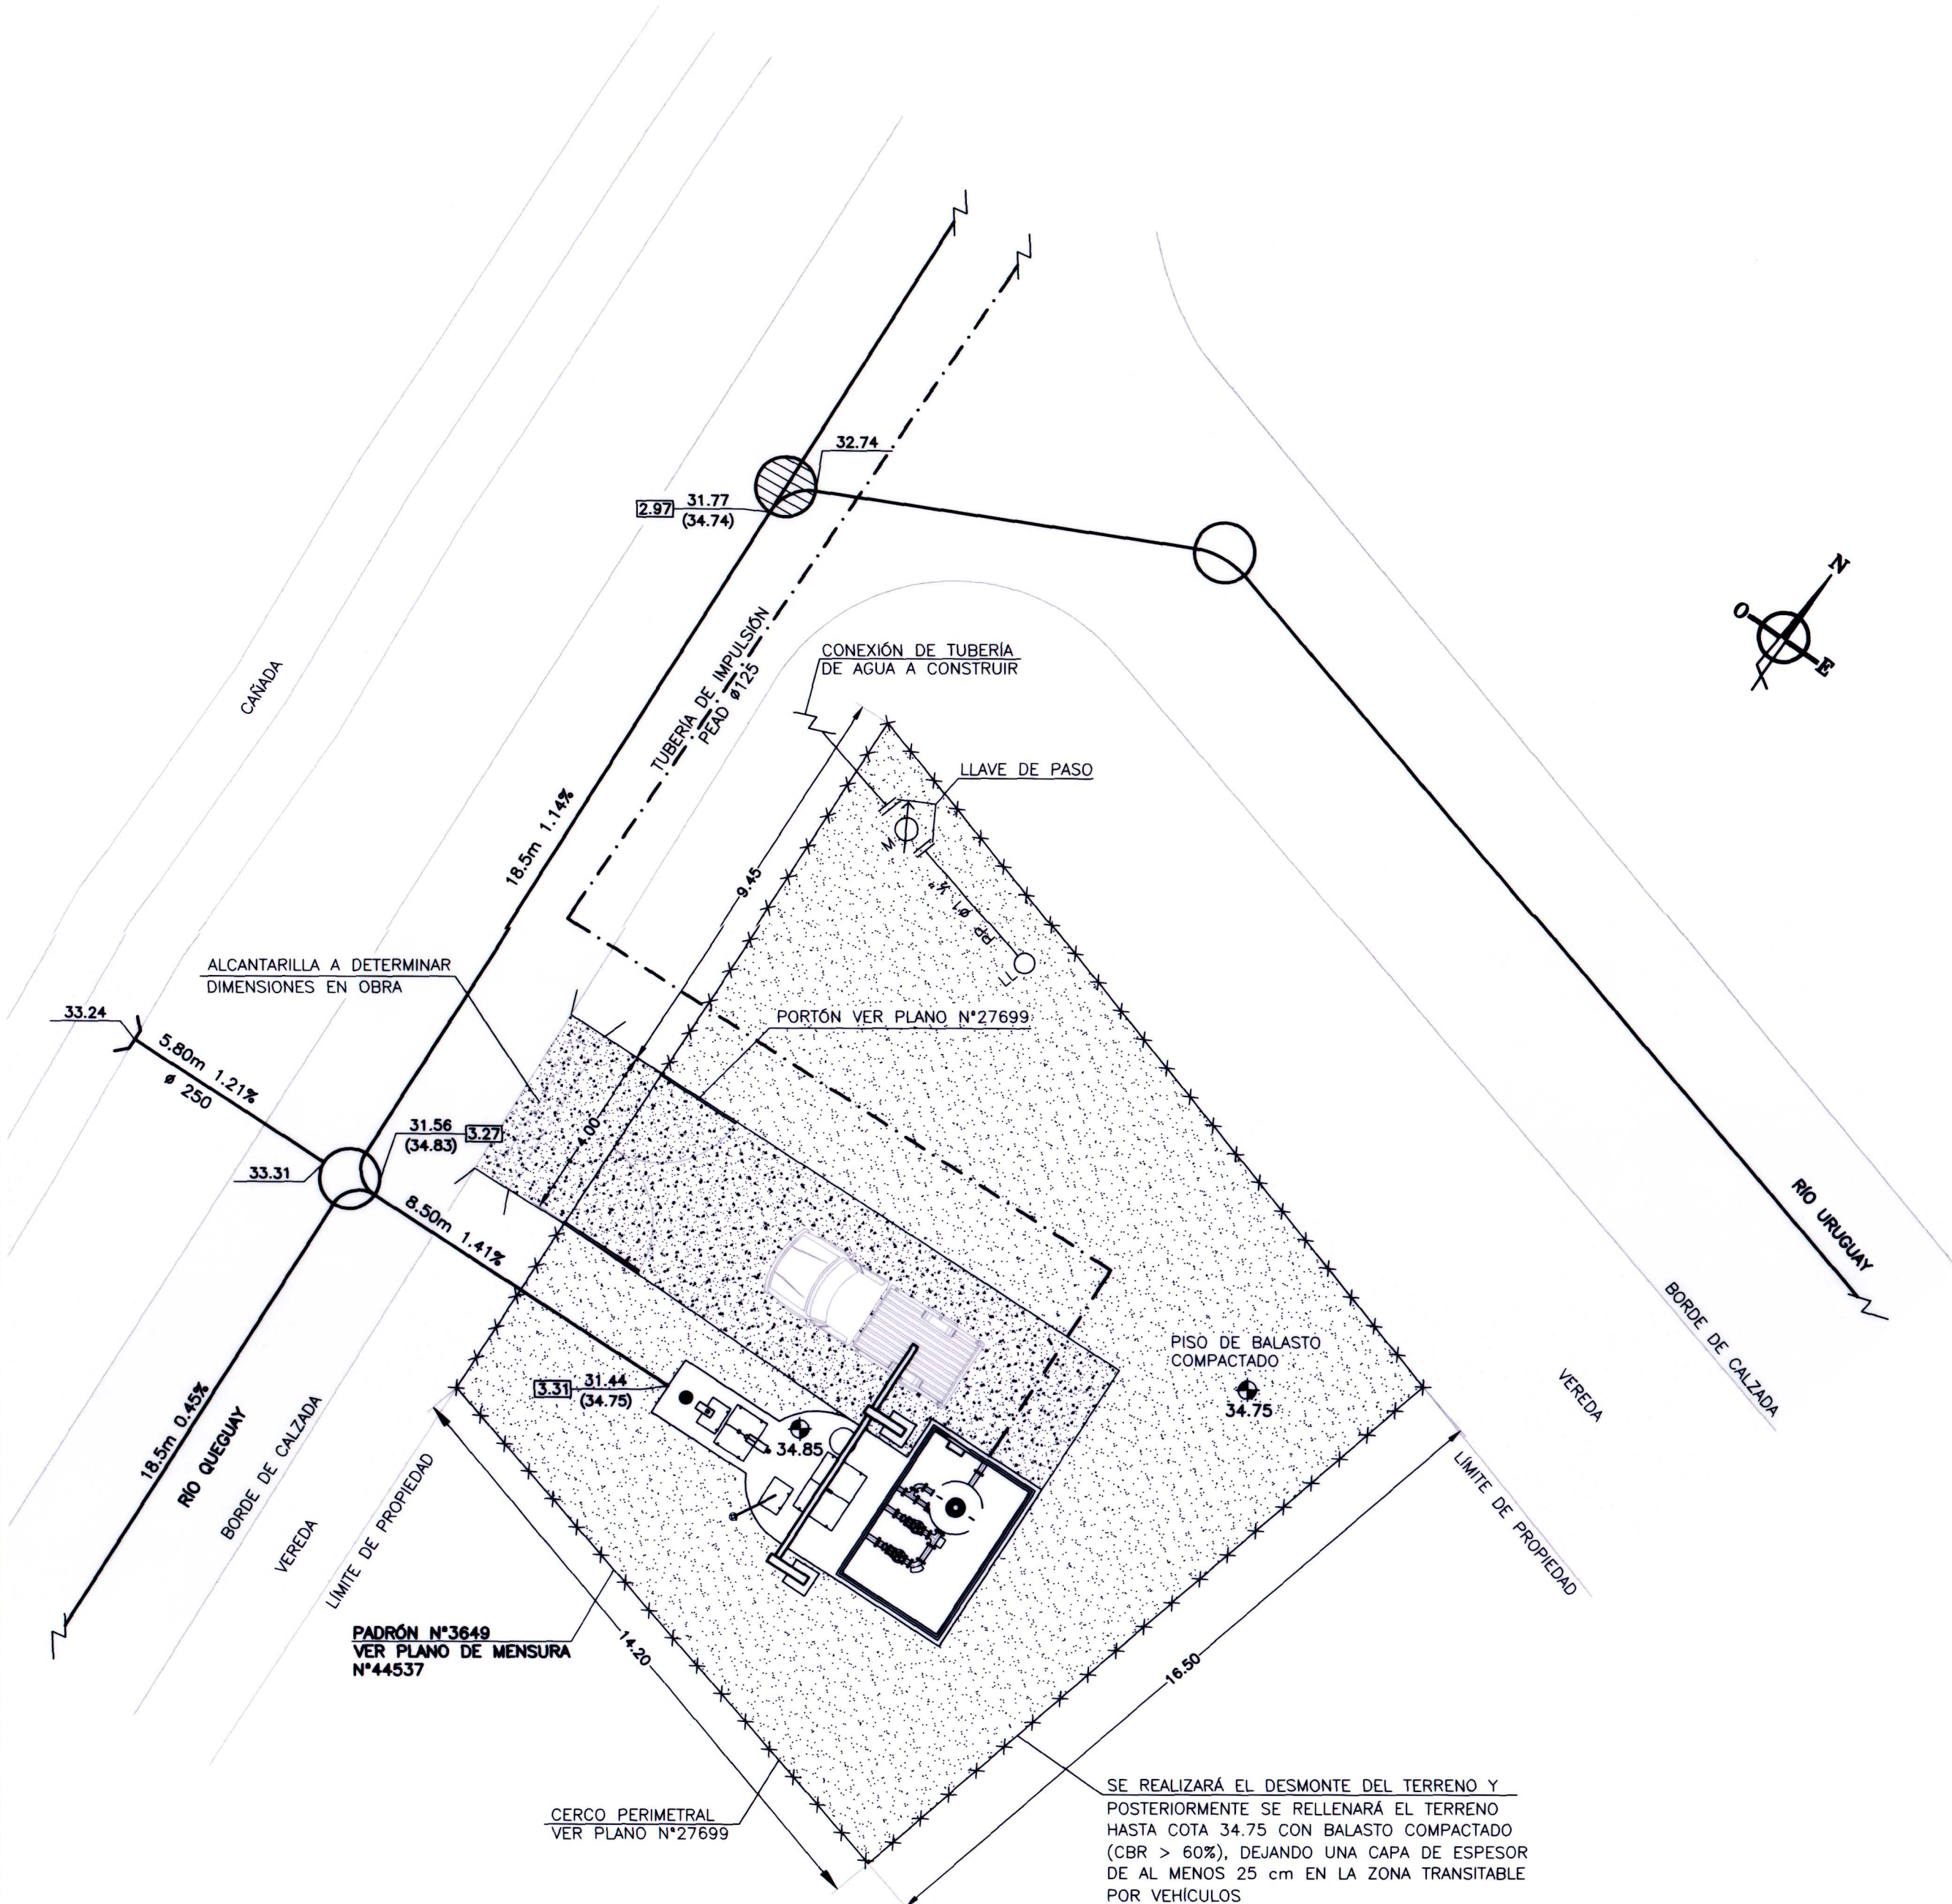 32.74
2.97 31.77
(34.74)
N
O
E
CAÑADA
TUBERÍA DE IMPULSIÓN
PEAD ø125
CONEXIÓN DE TUBERÍA
DE AGUA A CONSTRUIR
LLAVE DE PASO
M
18.5m 1.14%
9.45
RP ø1 ½"
LL
ALCANTARILLA A DETERMINAR
DIMENSIONES EN OBRA
PORTÓN VER PLANO N°27699
33.24
5.80m 1.21%
ø 250
31.56 3.27
(34.83)
4.00
33.31
8.50m 1.41%
RÍO URUGUAY
BORDE DE CALZADA
PISO DE BALASTO
COMPACTADO
34.75
VEREDA
3.31 31.44
(34.75)
34.85
18.5m 0.45%
RÍO QUEGUAY
BORDE DE CALZADA
VEREDA
LÍMITE DE PROPIEDAD
LÍMITE DE PROPIEDAD
PADRÓN N°3649
VER PLANO DE MENSURA
N°44537
14.20
16.50
CERCO PERIMETRAL
VER PLANO N°27699
SE REALIZARÁ EL DESMONTE DEL TERRENO Y
POSTERIORMENTE SE RELLENARÁ EL TERRENO
HASTA COTA 34.75 CON BALASTO COMPACTADO
(CBR > 60%), DEJANDO UNA CAPA DE ESPESOR
DE AL MENOS 25 cm EN LA ZONA TRANSITABLE
POR VEHÍCULOS